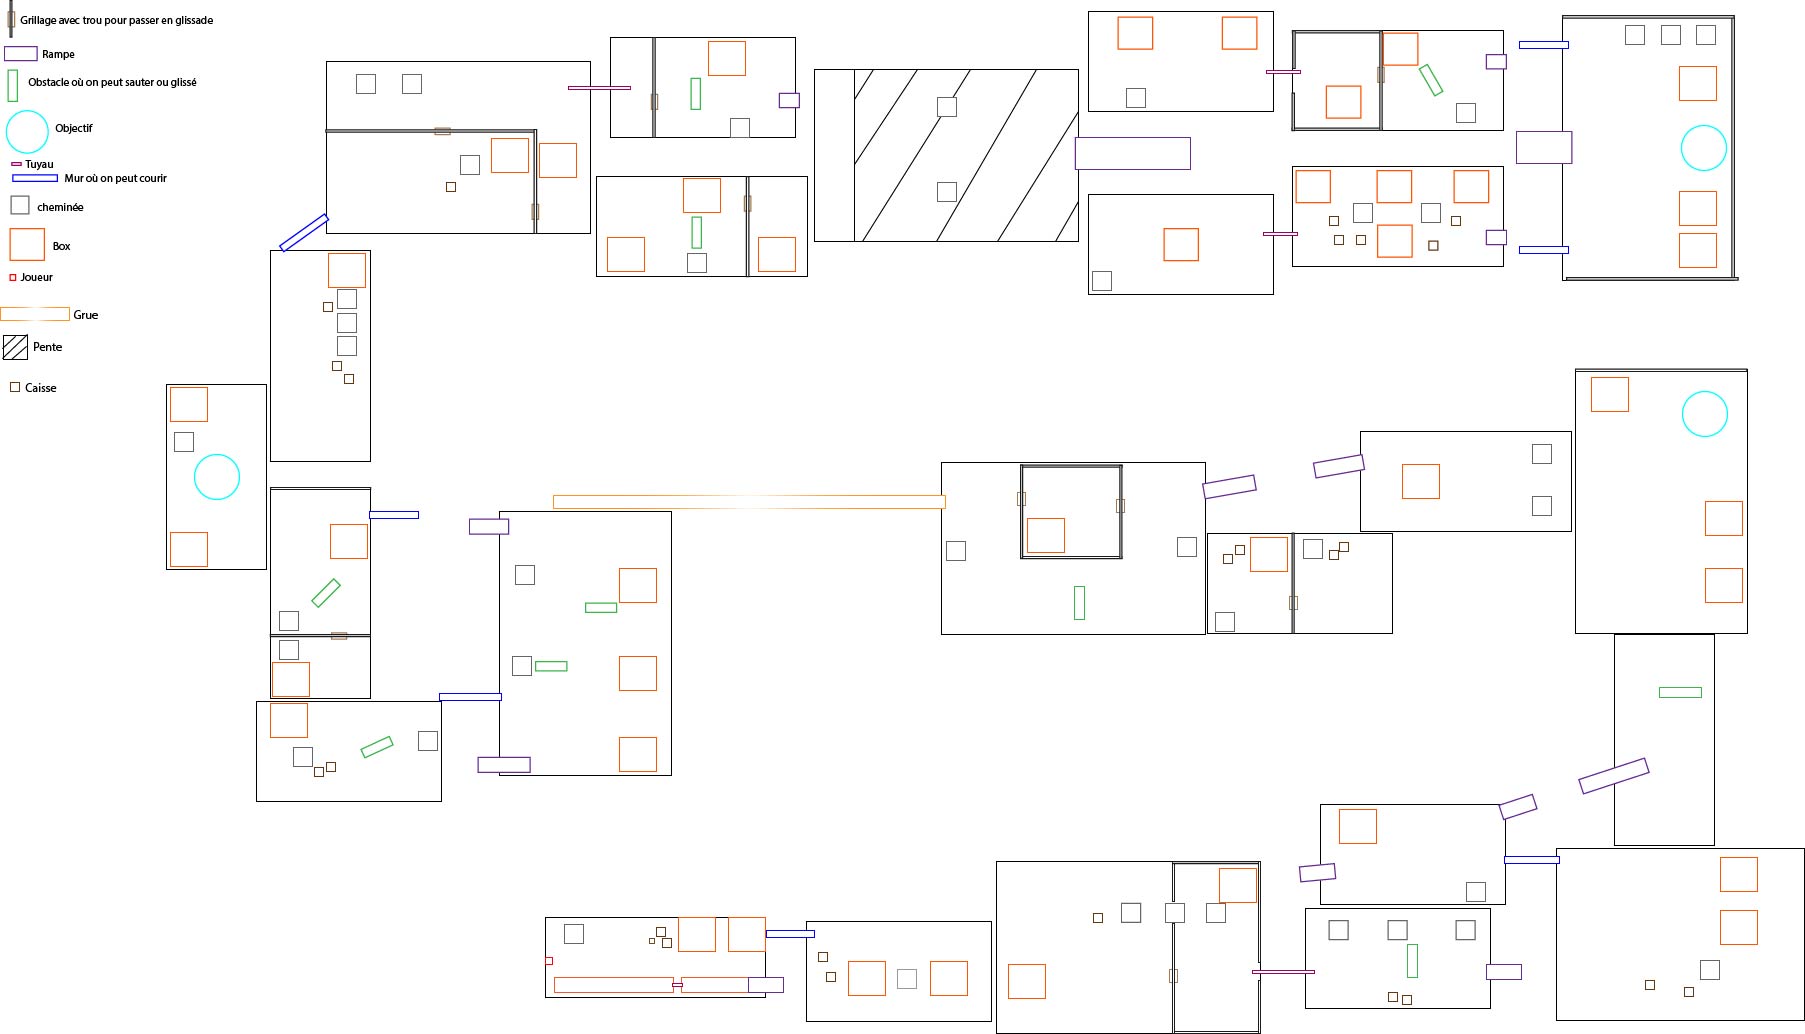 Grillage avec trou pour passer en glissade
Rampe
Obstacle où on peut sauter ou glissé
Objectif
Tuyau
Mur où on peut courir
cheminée
Box
Joueur
Grue
Pente
Caisse